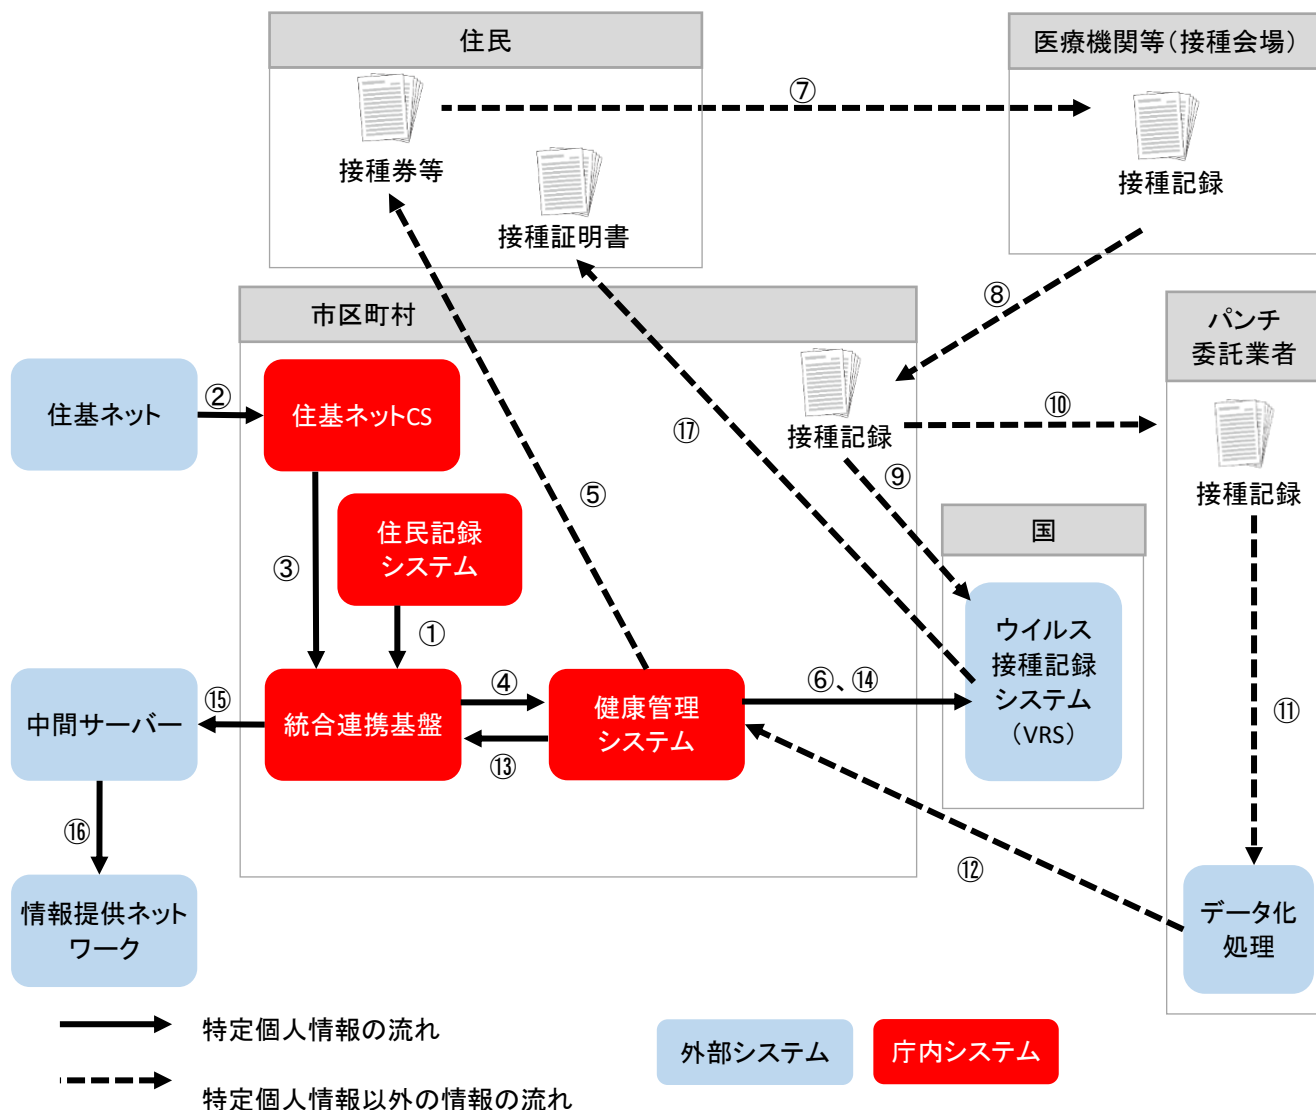 住民
医療機関等（接種会場）
⑦
接種券等
接種証明書
接種記録
⑧
市区町村
パンチ
委託業者
住基ネット
②
住基ネットCS
⑰
接種記録
⑩
⑨
⑤
接種記録
住民記録
システム
③
国
①
ウイルス
接種記録
システム
（VRS）
中間サーバー
⑮
統合連携基盤
④
健康管理
システム
⑥、⑭
⑪
⑬
⑯
⑫
情報提供ネット
ワーク
データ化
処理
特定個人情報の流れ
外部システム
庁内システム
特定個人情報以外の情報の流れ